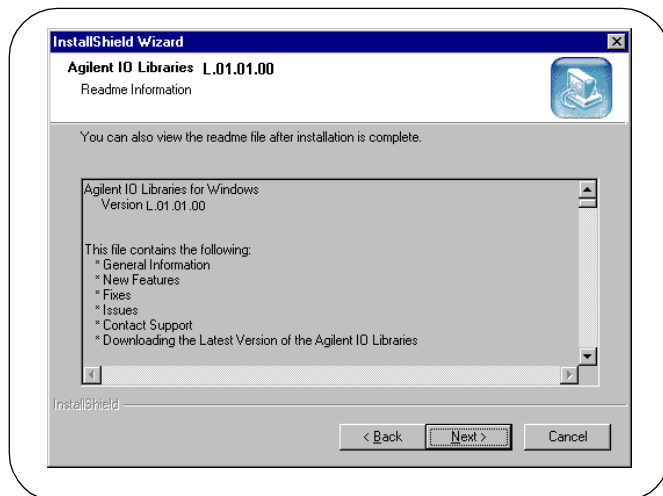 InstallShield Wizard
Agilent IO Libraries L.01.01.00
Readme Information
You can also view the readme file after installation is complete.
Agilent IO Libraries for Windows
Version L.01.01.00
This file contains the following:
* General Information
* New Features
* Fixes
* Issues
* Contact Support
* Downloading the Latest Version of the Agilent IO Libraries
InstallShield
< Back Next > Cancel